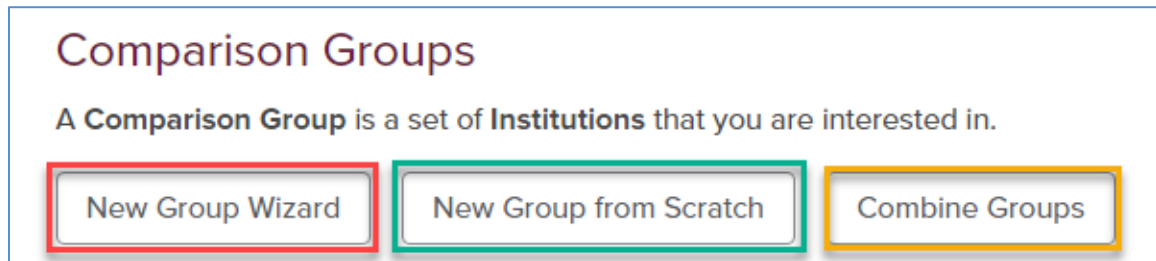 Comparison Groups
A Comparison Group is a set of Institutions that you are interested in.
New Group Wizard New Group from Scratch Combine Groups